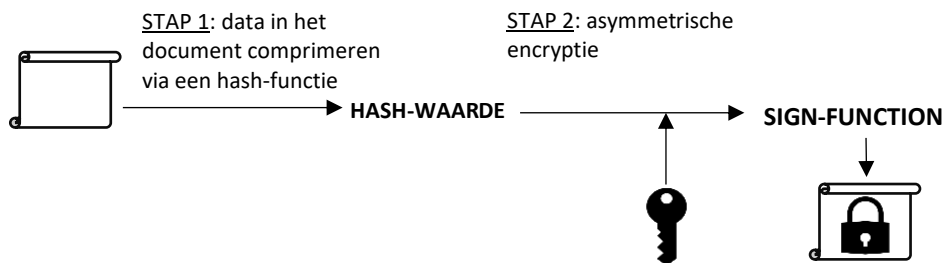 STAP 1: data in het
document comprimeren
via een hash-functie
STAP 2: asymmetrische
encryptie
HASH-WAARDE
SIGN-FUNCTION